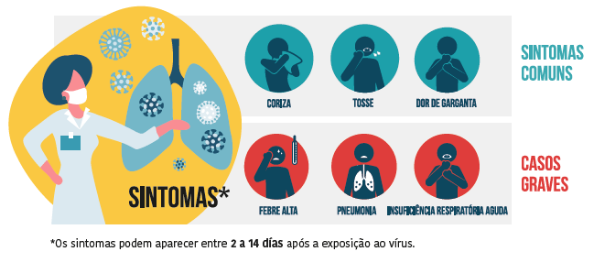 CORIZA
TOSSE
DOR DE GARGANTA
SINTOMAS
COMUNS
SINTOMAS*
FEBRE ALTA
PNEUMONIA
INSUFICIÊNCIA RESPIRATÓRIA AGUDA
CASOS
GRAVES
*Os sintomas podem aparecer entre 2 a 14 días após a exposição ao vírus.